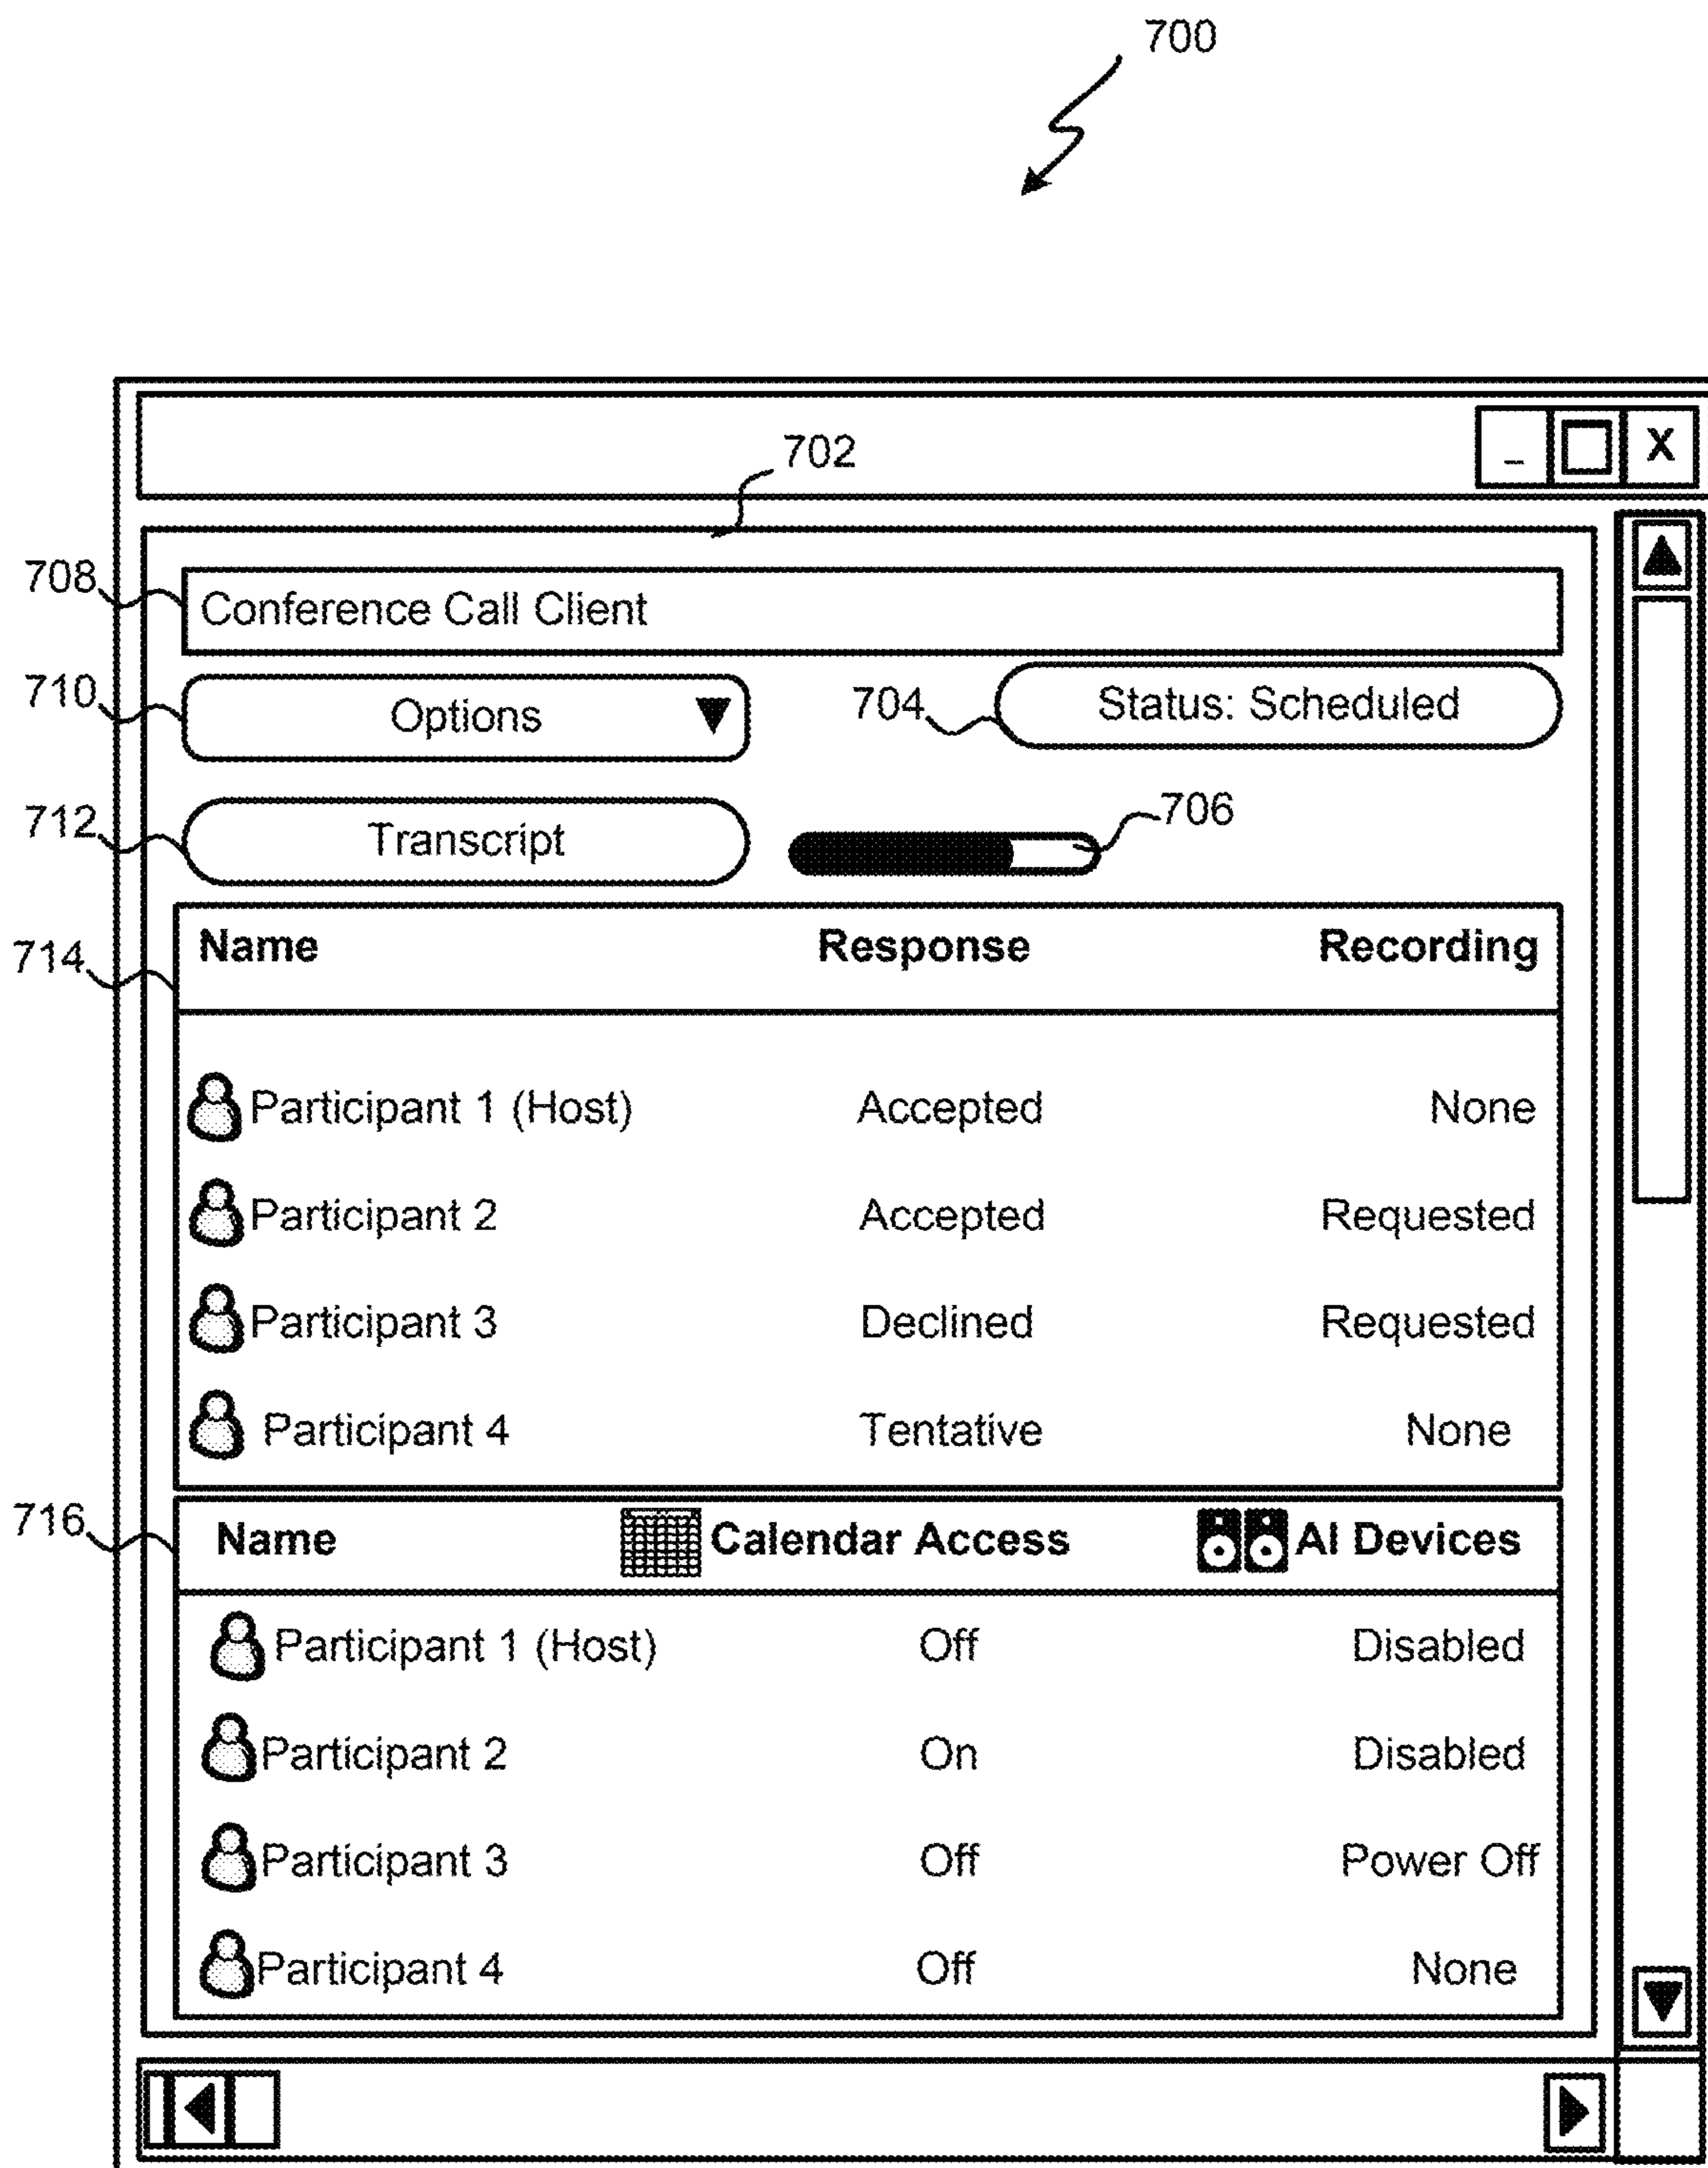 700
_ X
702
708
Conference Call Client
710
Options
704
Status: Scheduled
712
Transcript
706
714
Name Response Recording
Participant 1 (Host) Accepted None
Participant 2 Accepted Requested
Participant 3 Declined Requested
Participant 4 Tentative None
716
Name Calendar Access AI Devices
Participant 1 (Host) Off Disabled
Participant 2 On Disabled
Participant 3 Off Power Off
Participant 4 Off None